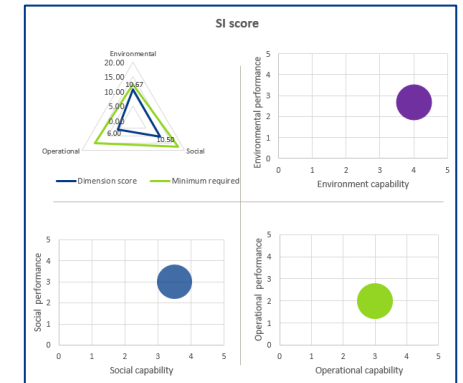 SI score
Environmental
20.00
15.00
10.00
5.00
0.00
10.67
6.00
10.50
Operational
Social
Dimension score
Minimum required
Environmental performance
5
4
3
2
1
0
0 1 2 3 4 5
Environment capability
Social performance
5
4
3
2
1
0
0 1 2 3 4 5
Social capability
Operational performance
5
4
3
2
1
0
0 1 2 3 4 5
Operational capability